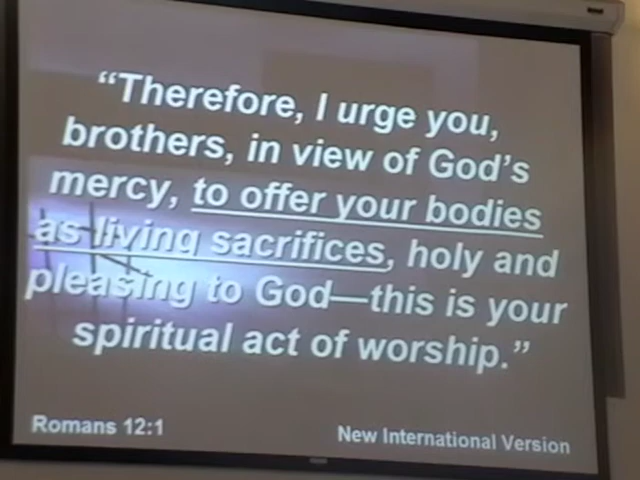 “Therefore, I urge you,
brothers, in view of God’s
mercy, to offer your bodies
as living sacrifices, holy and
pleasing to God—this is your
spiritual act of worship.”
Romans 12:1
New International Version